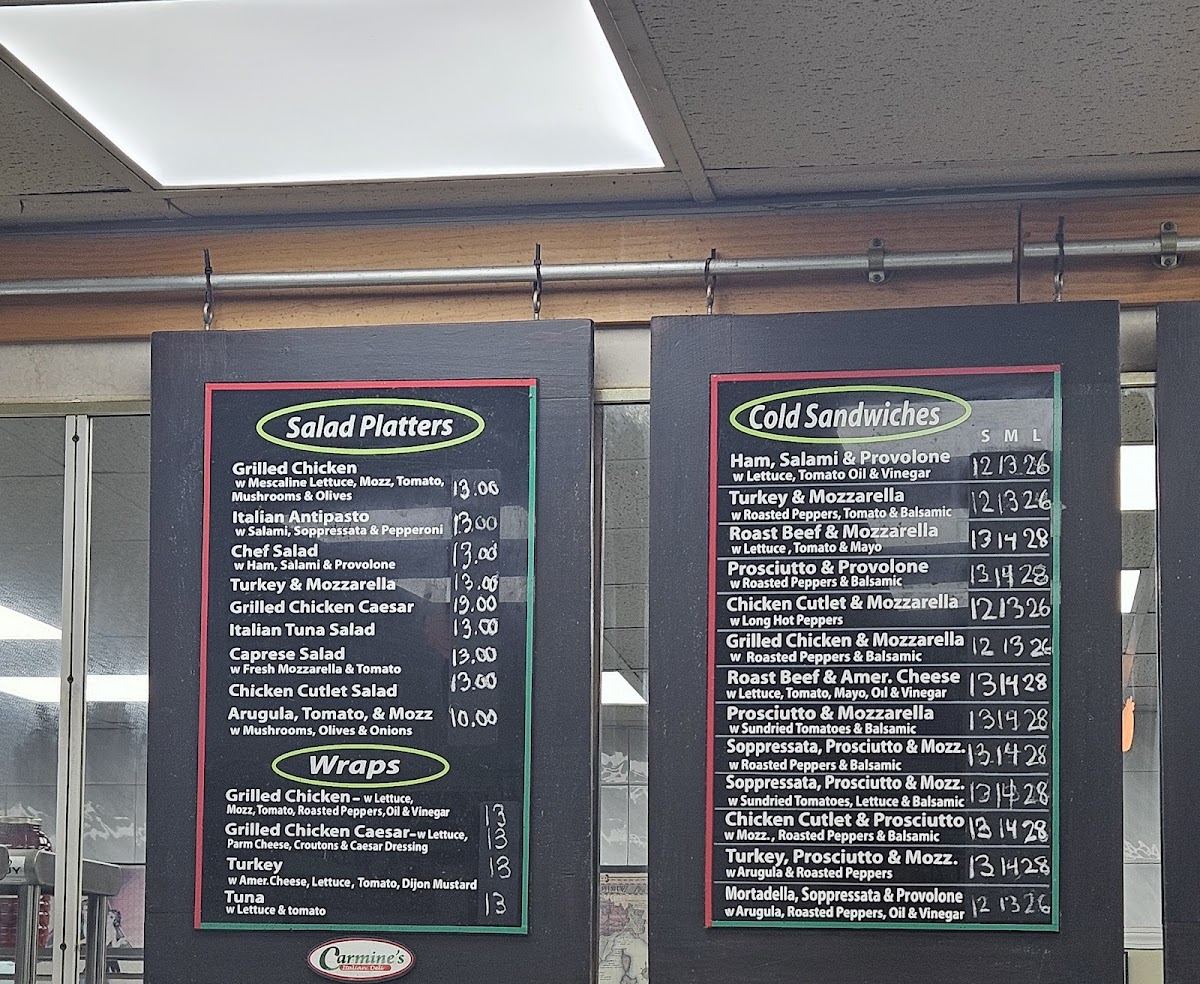 Salad Platters
Grilled Chicken
w Mescaline Lettuce, Mozz, Tomato,
Mushrooms & Olives 13.00
Italian Antipasto
w Salami, Soppressata & Pepperoni 13.00
Chef Salad 13.00
w Ham, Salami & Provolone
Turkey & Mozzarella 13.00
Grilled Chicken Caesar 13.00
Italian Tuna Salad 13.00
Caprese Salad 13.00
w Fresh Mozzarella & Tomato
Chicken Cutlet Salad 13.00
Arugula, Tomato, & Mozz 10.00
w Mushrooms, Olives & Onions
Wraps
Grilled Chicken - w Lettuce,
Mozz, Tomato, Roasted Peppers, Oil & Vinegar 13
Grilled Chicken Caesar-w Lettuce, 13
Parm Cheese, Croutons & Caesar Dressing
Turkey 13
w Amer. Cheese, Lettuce, Tomato, Dijon Mustard
Tuna 13
w Lettuce & tomato
Carmine's
Italian Deli
Cold Sandwiches
S M L
Ham, Salami & Provolone 12 13 26
w Lettuce, Tomato Oil & Vinegar
Turkey & Mozzarella 12 13 26
w Roasted Peppers, Tomato & Balsamic
Roast Beef & Mozzarella 13 14 28
w Lettuce, Tomato & Mayo
Prosciutto & Provolone 13 14 28
w Roasted Peppers & Balsamic
Chicken Cutlet & Mozzarella 12 13 26
w Long Hot Peppers
Grilled Chicken & Mozzarella 12 13 26
w Roasted Peppers & Balsamic
Roast Beef & Amer. Cheese 13 14 28
w Lettuce, Tomato, Mayo, Oil & Vinegar
Prosciutto & Mozzarella 13 14 28
w Sundried Tomatoes & Balsamic
Soppressata, Prosciutto & Mozz. 13 14 28
w Roasted Peppers & Balsamic
Soppressata, Prosciutto & Mozz. 13 14 28
w Sundried Tomatoes, Lettuce & Balsamic
Chicken Cutlet & Prosciutto 13 14 28
w Mozz., Roasted Peppers & Balsamic
Turkey, Prosciutto & Mozz. 13 14 28
w Arugula & Roasted Peppers
Mortadella, Soppressata & Provolone 12 13 26
w Arugula, Roasted Peppers, Oil & Vinegar